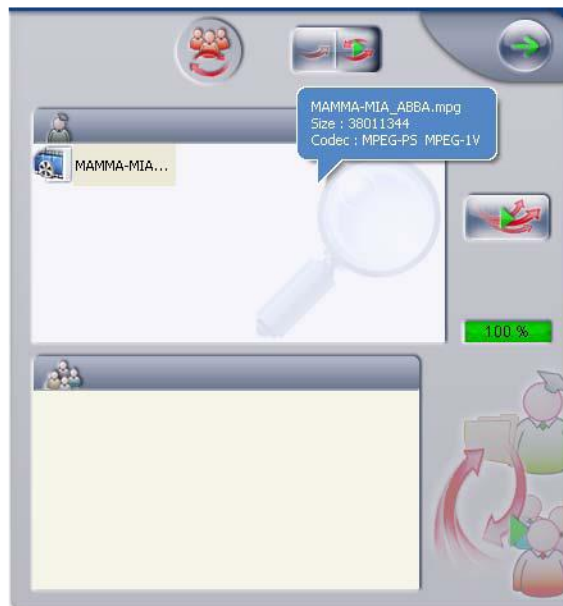 MAMMA-MIA_ABBA.mpg
Size : 38011344
Codec : MPEG-PS MPEG-1V
MAMMA-MIA...
100 %